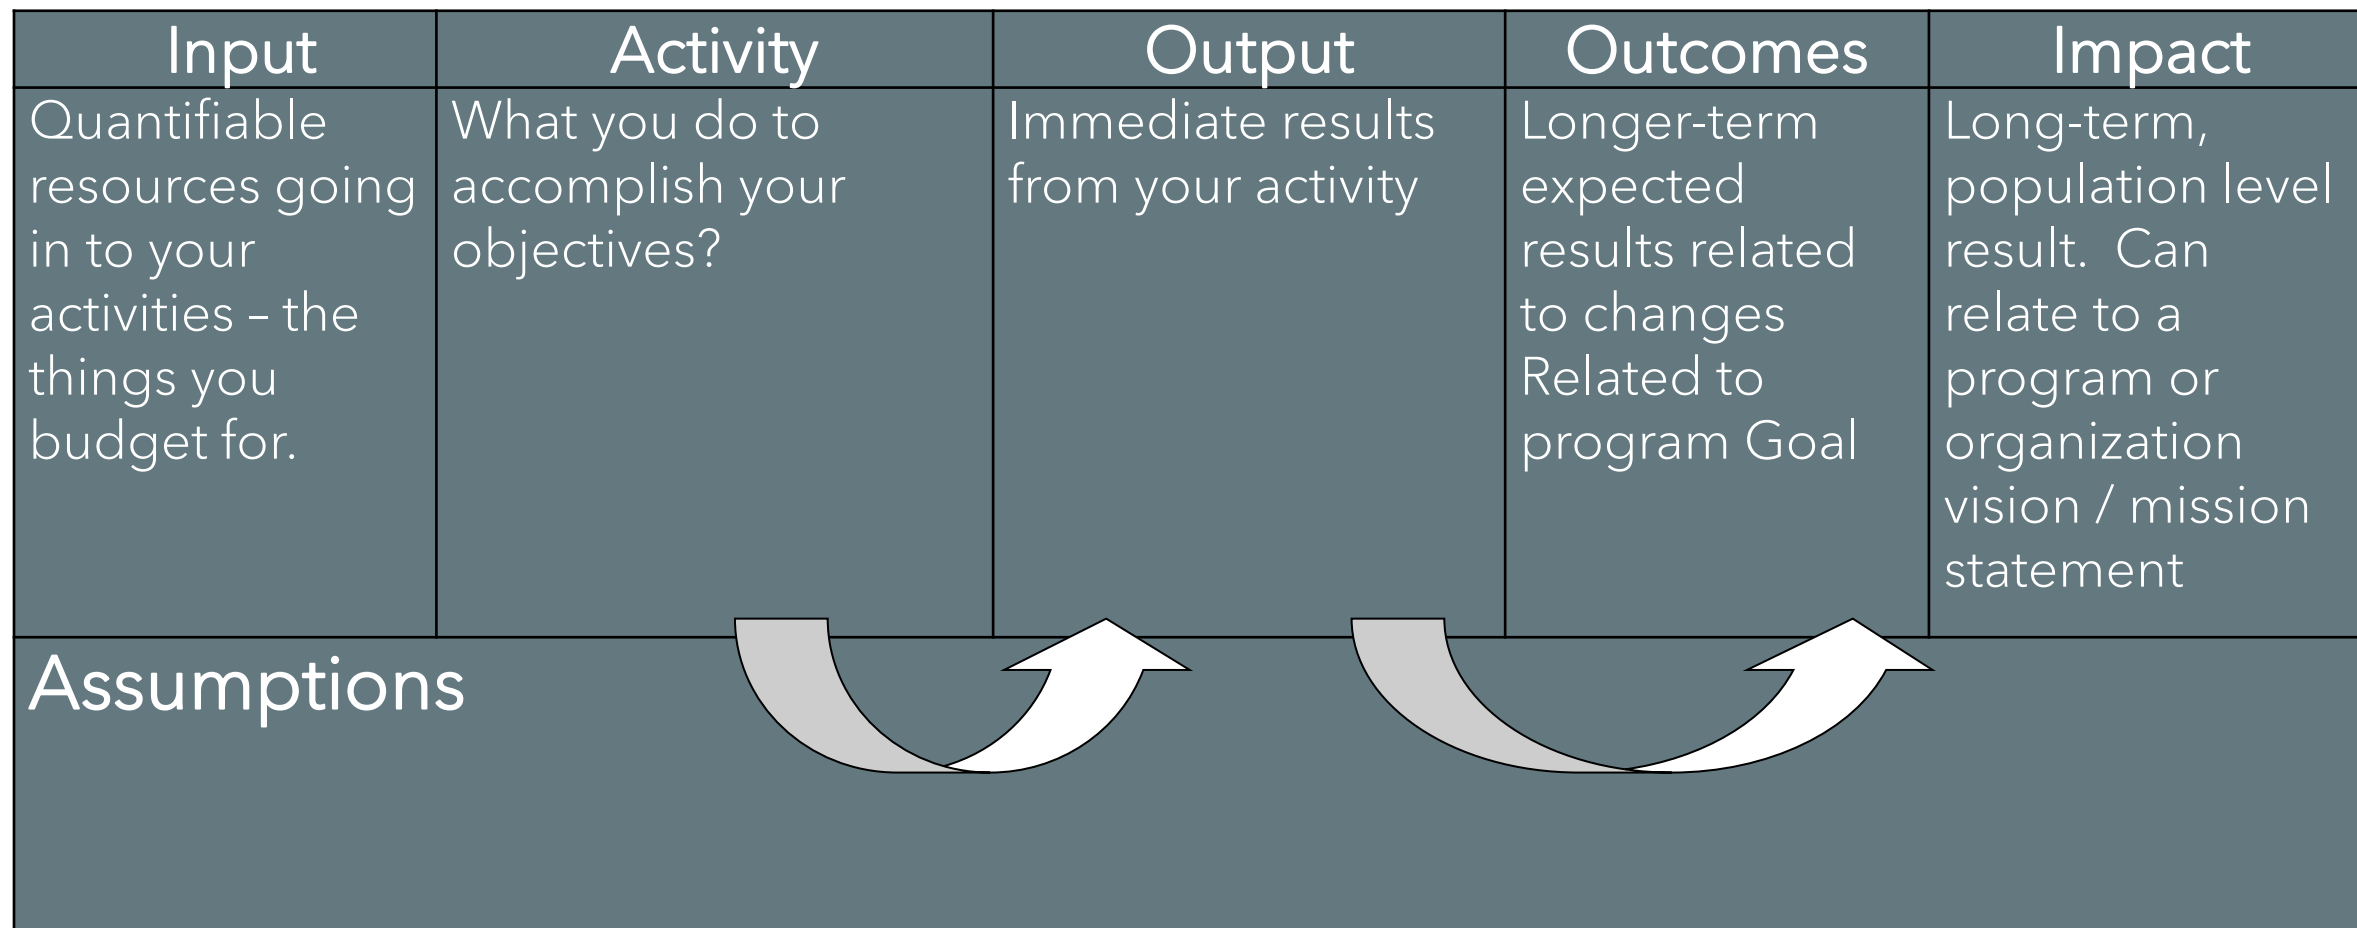 Input
Activity
Output
Outcomes
Impact
Quantifiable
resources going
in to your
activities – the
things you
budget for.
What you do to
accomplish your
objectives?
Immediate results
from your activity
Longer-term
expected
results related
to changes
Related to
program Goal
Long-term,
population level
result.  Can
relate to a
program or
organization
vision / mission
statement
Assumptions